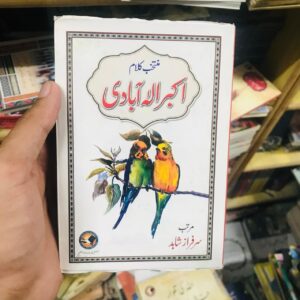 منتخب کلام
اکبر الہ آبادی
مرتب
سرفراز شاہد